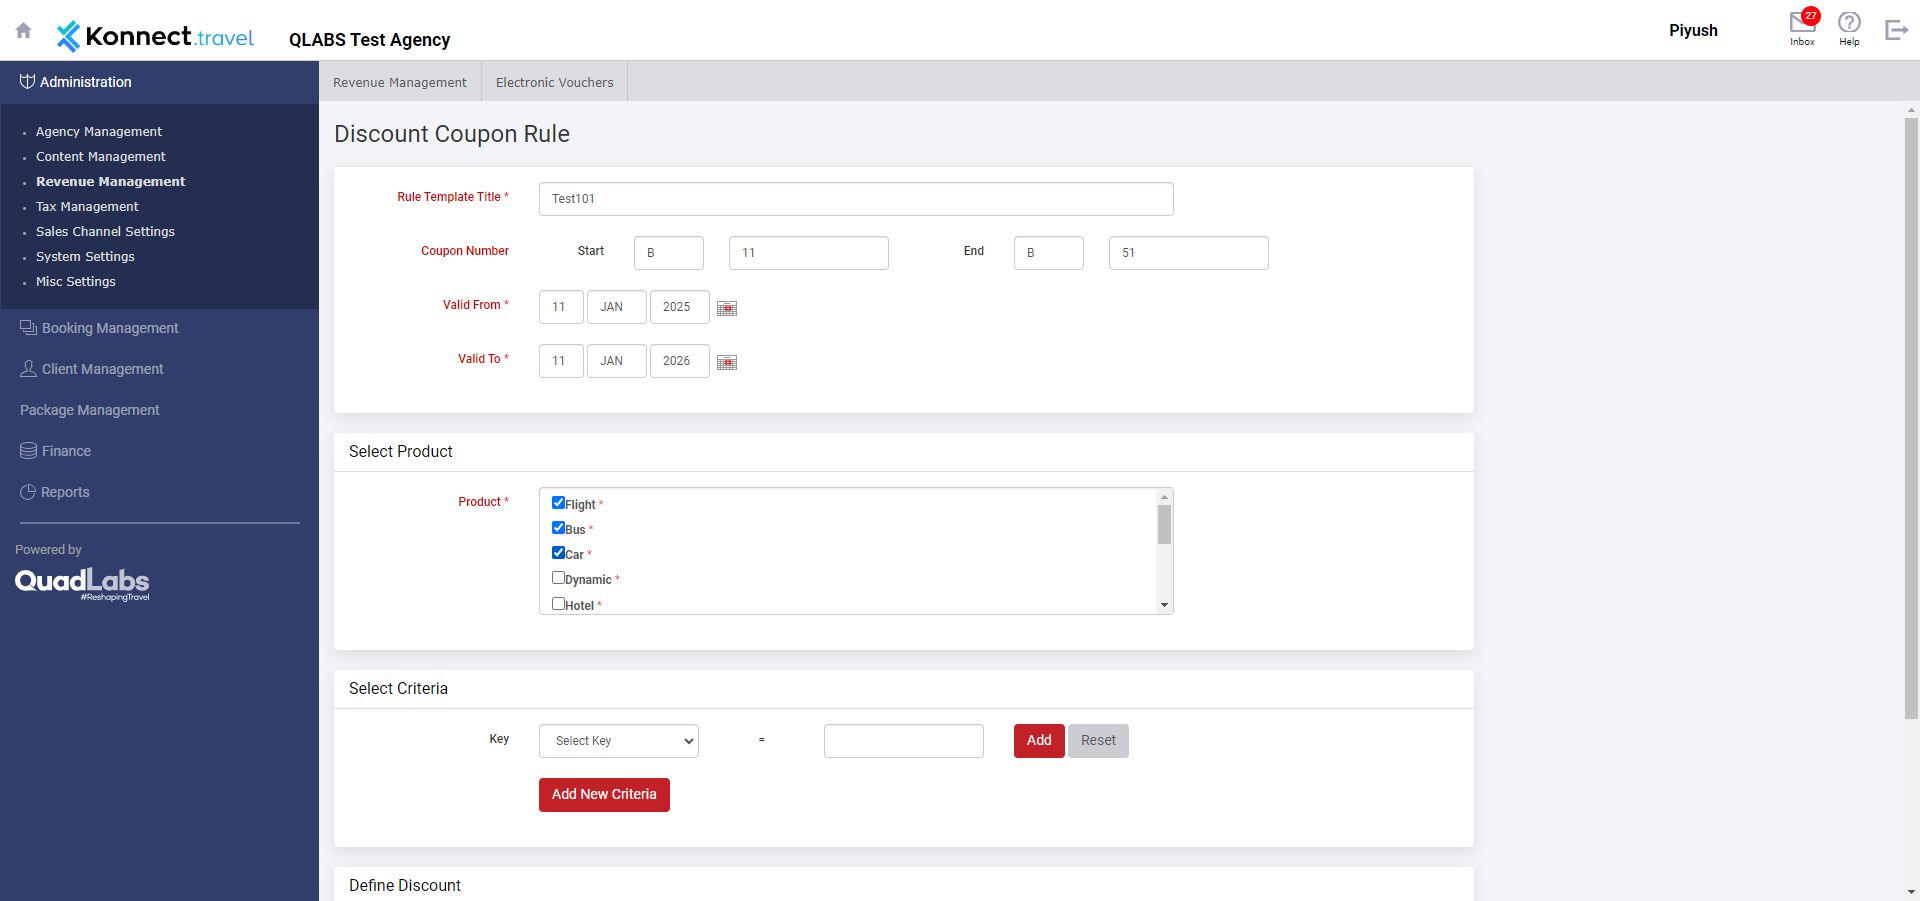 Konnect.travel
QLABS Test Agency
Piyush
27
Inbox
Help
Administration
Agency Management
Content Management
Revenue Management
Tax Management
Sales Channel Settings
System Settings
Misc Settings
Booking Management
Client Management
Package Management
Finance
Reports
Powered by
QuadLabs
#ReshapingTravel
Revenue Management
Electronic Vouchers
Discount Coupon Rule
Rule Template Title * Test101
Coupon Number Start B 11 End B 51
Valid From * 11 JAN 2025
Valid To * 11 JAN 2026
Select Product
Product *
Flight *
Bus *
Car *
Dynamic *
Hotel *
Select Criteria
Key Select Key = Add Reset
Add New Criteria
Define Discount